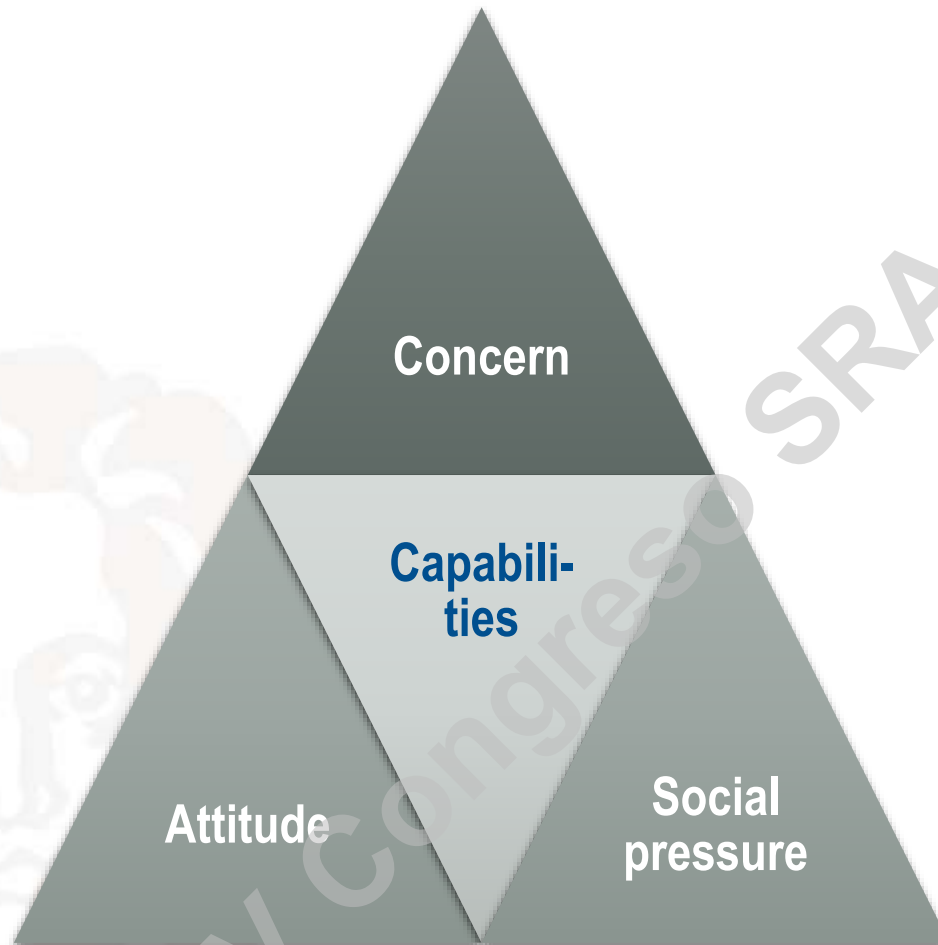 Concern
Capabili-
ties
Attitude
Social
pressure
V Congreso SRA